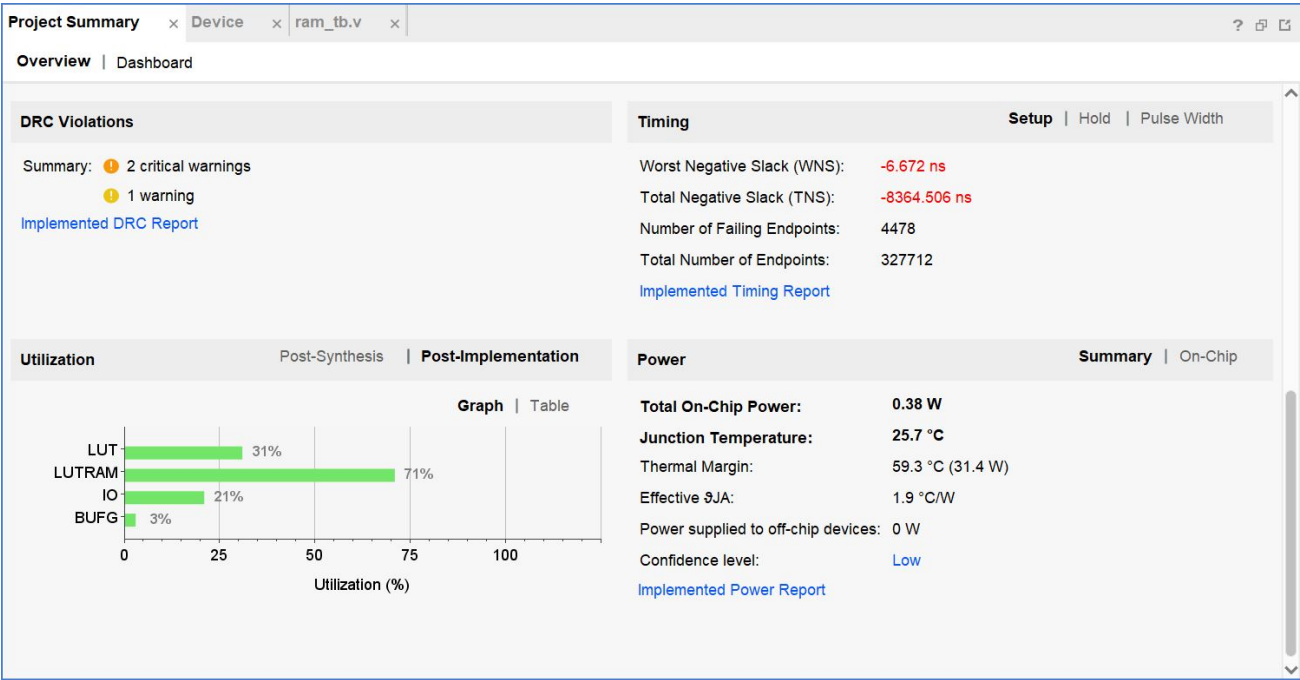 Project Summary × Device × ram_tb.v × ?
Overview | Dashboard
DRC Violations
Summary: 2 critical warnings
1 warning
Implemented DRC Report
Timing Setup | Hold | Pulse Width
Worst Negative Slack (WNS): -6.672 ns
Total Negative Slack (TNS): -8364.506 ns
Number of Failing Endpoints: 4478
Total Number of Endpoints: 327712
Implemented Timing Report
Utilization Post-Synthesis | Post-Implementation
Graph | Table
LUT 31%
LUTRAM 71%
IO 21%
BUFG 3%
0 25 50 75 100
Utilization (%)
Power Summary | On-Chip
Total On-Chip Power: 0.38 W
Junction Temperature: 25.7 °C
Thermal Margin: 59.3 °C (31.4 W)
Effective ϑJA: 1.9 °C/W
Power supplied to off-chip devices: 0 W
Confidence level: Low
Implemented Power Report